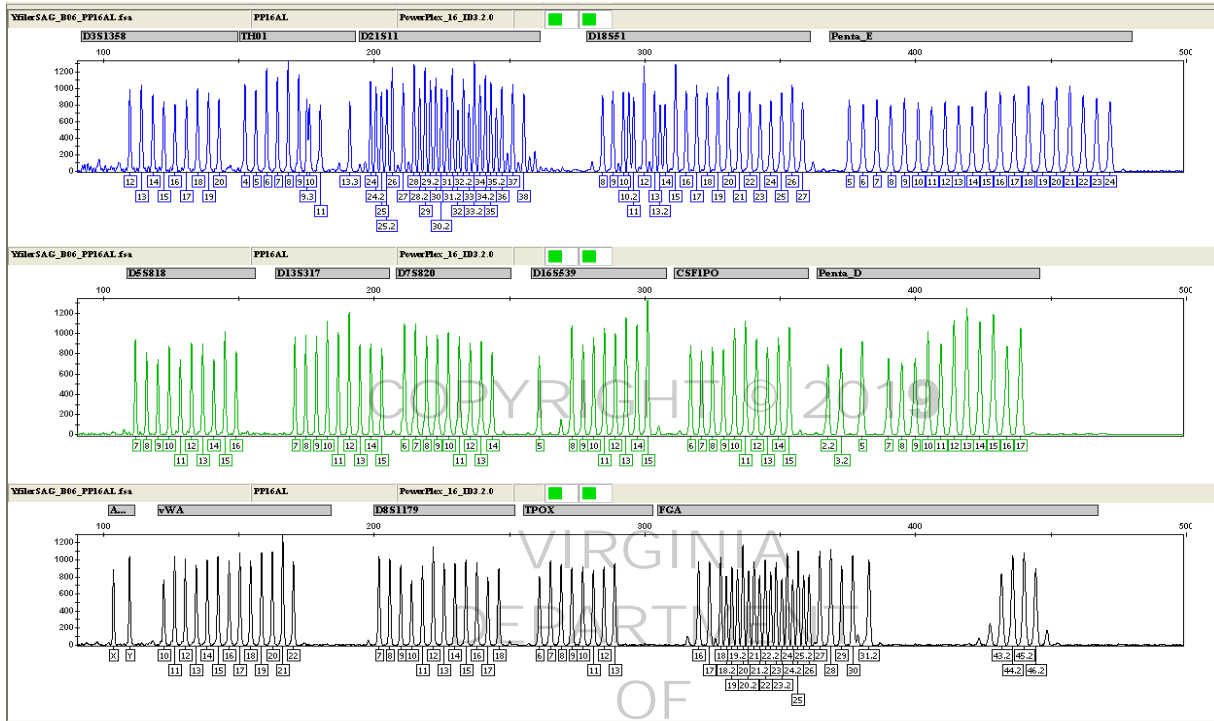 YfilerSAG_B06_PP16AL.fsa PP16AL PowerPlex_16_ID3.2.0
D3S1358 TH01 D21S11 D18S51 Penta_E
100 200 300 400 500
1200
1000
800
600
400
200
0
12 14 16 18 20 4 5 6 7 8 9 10 13.3 24 26 27 28 29.2 31 32.2 34 35.2 37 8 9 10 12 13 14 16 18 20 22 24 26 5 6 7 8 9 10 11 12 13 14 15 16 17 18 19 20 21 22 23 24
13 15 17 19 9.3 24.2 28.2 30 31.2 33 34.2 36 38 10.2 15 17 19 21 23 25 27
11 25 29 32 33.2 35 11 13.2
25.2 30.2
YfilerSAG_B06_PP16AL.fsa PP16AL PowerPlex_16_ID3.2.0
D5S818 D13S317 D7S820 D16S539 CSF1PO Penta_D
100 200 300 400 500
1200
1000
800
600
400
200
0
7 8 9 10 12 14 16 7 8 9 10 12 14 6 7 8 9 10 12 14 5 8 9 10 12 14 6 7 8 9 10 12 14 2.2 5 7 8 9 10 11 12 13 14 15 16 17
11 13 15 11 13 15 11 13 11 13 15 11 13 15 3.2
COPYRIGHT © 2019
YfilerSAG_B06_PP16AL.fsa PP16AL PowerPlex_16_ID3.2.0
A... vWA D8S1179 TPOX FGA
100 200 300 400 500
1200
1000
800
600
400
200
0
X Y 10 12 14 16 18 20 22 7 8 9 10 12 14 16 18 6 7 8 9 10 12 16 18 19.2 21 22.2 24 25.2 27 29 31.2 43.2 45.2
11 13 15 17 19 21 11 13 15 17 11 13 17 18.2 20 21.2 23 24.2 26 28 30 44.2 46.2
19 20.2 22 23.2
25
VIRGINIA
DEPARTMENT
OF